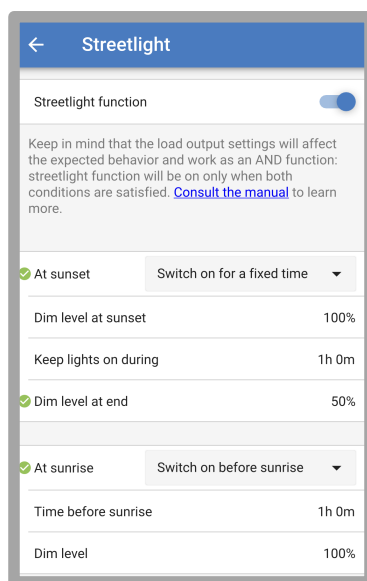 Streetlight
Streetlight function
Keep in mind that the load output settings will affect
the expected behavior and work as an AND function:
streetlight function will be on only when both
conditions are satisfied. Consult the manual to learn
more.
At sunset Switch on for a fixed time
Dim level at sunset 100%
Keep lights on during 1h 0m
Dim level at end 50%
At sunrise Switch on before sunrise
Time before sunrise 1h 0m
Dim level 100%